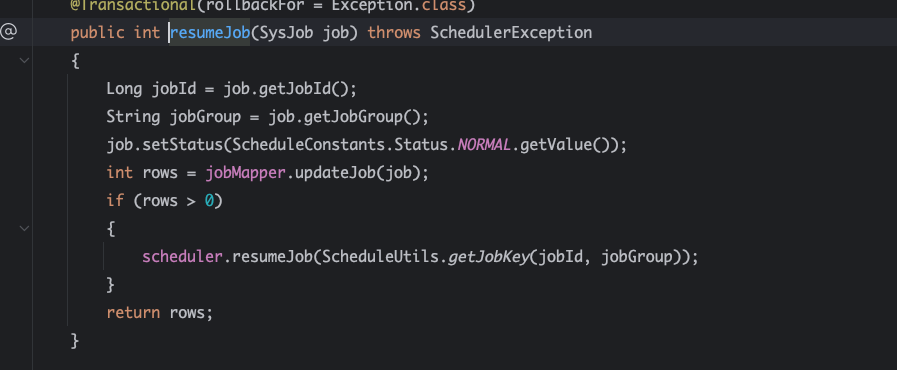 @Transactional(rollbackFor = Exception.class)
public int resumeJob(SysJob job) throws SchedulerException
{
    Long jobId = job.getJobId();
    String jobGroup = job.getJobGroup();
    job.setStatus(ScheduleConstants.Status.NORMAL.getValue());
    int rows = jobMapper.updateJob(job);
    if (rows > 0)
    {
        scheduler.resumeJob(ScheduleUtils.getJobKey(jobId, jobGroup));
    }
    return rows;
}